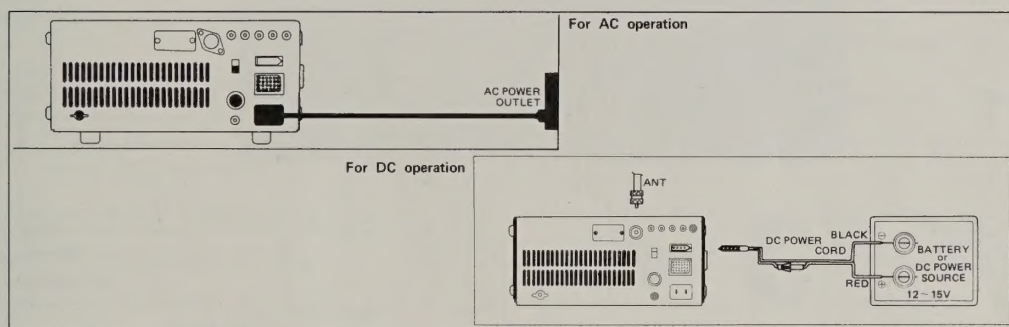 For AC operation
AC POWER
OUTLET
For DC operation
ANT
DC POWER
CORD
BLACK
RED
⊖
BATTERY
or
DC POWER
SOURCE
⊕
12~15V